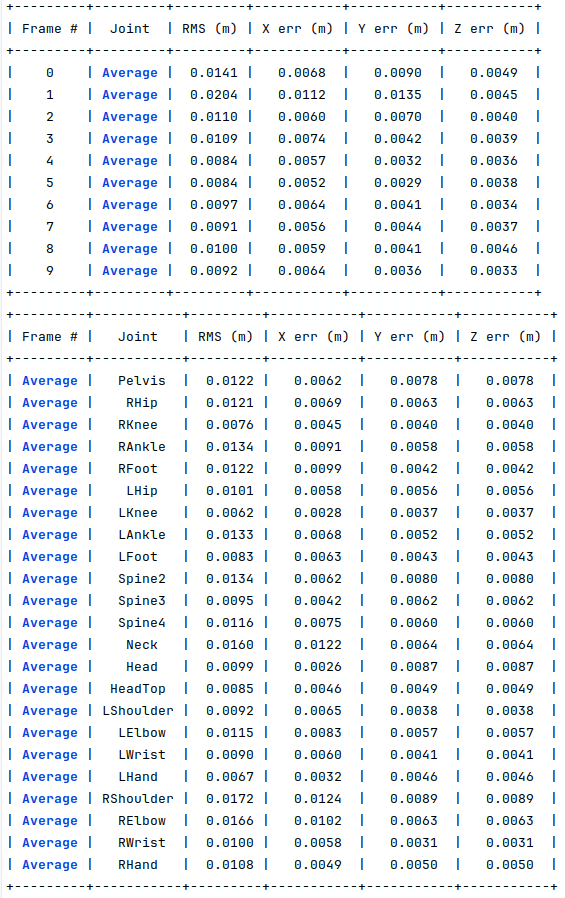 +---------+---------+---------+-----------+-----------+-----------+
| Frame # |  Joint  | RMS (m) | X err (m) | Y err (m) | Z err (m) |
+---------+---------+---------+-----------+-----------+-----------+
|    0    | Average |  0.0141 |   0.0068  |   0.0090  |   0.0049  |
|    1    | Average |  0.0204 |   0.0112  |   0.0135  |   0.0045  |
|    2    | Average |  0.0110 |   0.0060  |   0.0070  |   0.0040  |
|    3    | Average |  0.0109 |   0.0074  |   0.0042  |   0.0039  |
|    4    | Average |  0.0084 |   0.0057  |   0.0032  |   0.0036  |
|    5    | Average |  0.0084 |   0.0052  |   0.0029  |   0.0038  |
|    6    | Average |  0.0097 |   0.0064  |   0.0041  |   0.0034  |
|    7    | Average |  0.0091 |   0.0056  |   0.0044  |   0.0037  |
|    8    | Average |  0.0100 |   0.0059  |   0.0041  |   0.0046  |
|    9    | Average |  0.0092 |   0.0064  |   0.0036  |   0.0033  |
+---------+---------+---------+-----------+-----------+-----------+
+---------+-----------+---------+-----------+-----------+-----------+
| Frame # |   Joint   | RMS (m) | X err (m) | Y err (m) | Z err (m) |
+---------+-----------+---------+-----------+-----------+-----------+
| Average |   Pelvis  |  0.0122 |   0.0062  |   0.0078  |   0.0078  |
| Average |    RHip   |  0.0121 |   0.0069  |   0.0063  |   0.0063  |
| Average |   RKnee   |  0.0076 |   0.0045  |   0.0040  |   0.0040  |
| Average |   RAnkle  |  0.0134 |   0.0091  |   0.0058  |   0.0058  |
| Average |   RFoot   |  0.0122 |   0.0099  |   0.0042  |   0.0042  |
| Average |    LHip   |  0.0101 |   0.0058  |   0.0056  |   0.0056  |
| Average |   LKnee   |  0.0062 |   0.0028  |   0.0037  |   0.0037  |
| Average |   LAnkle  |  0.0133 |   0.0068  |   0.0052  |   0.0052  |
| Average |   LFoot   |  0.0083 |   0.0063  |   0.0043  |   0.0043  |
| Average |   Spine2  |  0.0134 |   0.0062  |   0.0080  |   0.0080  |
| Average |   Spine3  |  0.0095 |   0.0042  |   0.0062  |   0.0062  |
| Average |   Spine4  |  0.0116 |   0.0075  |   0.0060  |   0.0060  |
| Average |    Neck   |  0.0160 |   0.0122  |   0.0064  |   0.0064  |
| Average |    Head   |  0.0099 |   0.0026  |   0.0087  |   0.0087  |
| Average |  HeadTop  |  0.0085 |   0.0046  |   0.0049  |   0.0049  |
| Average | LShoulder |  0.0092 |   0.0065  |   0.0038  |   0.0038  |
| Average |   LElbow  |  0.0115 |   0.0083  |   0.0057  |   0.0057  |
| Average |   LWrist  |  0.0090 |   0.0060  |   0.0041  |   0.0041  |
| Average |   LHand   |  0.0067 |   0.0032  |   0.0046  |   0.0046  |
| Average | RShoulder |  0.0172 |   0.0124  |   0.0089  |   0.0089  |
| Average |   RElbow  |  0.0166 |   0.0102  |   0.0063  |   0.0063  |
| Average |   RWrist  |  0.0100 |   0.0058  |   0.0031  |   0.0031  |
| Average |   RHand   |  0.0108 |   0.0049  |   0.0050  |   0.0050  |
+---------+-----------+---------+-----------+-----------+-----------+